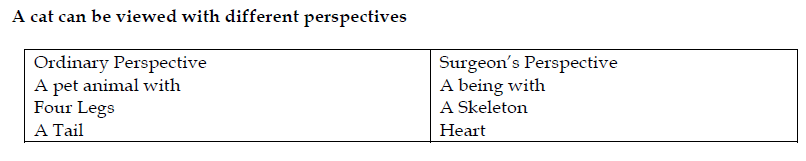 A cat can be viewed with different perspectives
Ordinary Perspective
A pet animal with
Four Legs
A Tail
Surgeon’s Perspective
A being with
A Skeleton
Heart